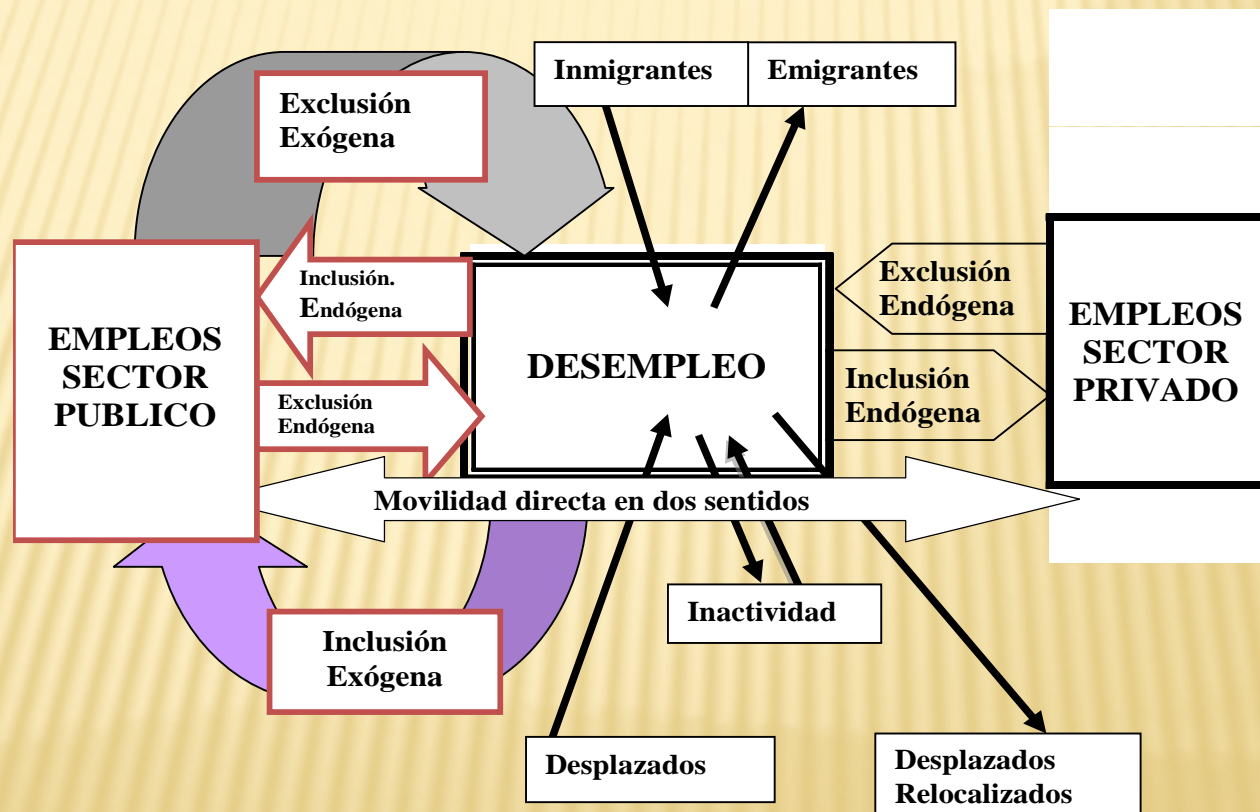 Inmigrantes
Emigrantes
Exclusión
Exógena
Inclusión.
Endógena
Exclusión
Endógena
EMPLEOS
SECTOR
PUBLICO
DESEMPLEO
EMPLEOS
SECTOR
PRIVADO
Exclusión
Endógena
Inclusión
Endógena
Movilidad directa en dos sentidos
Inactividad
Inclusión
Exógena
Desplazados
Desplazados
Relocalizados